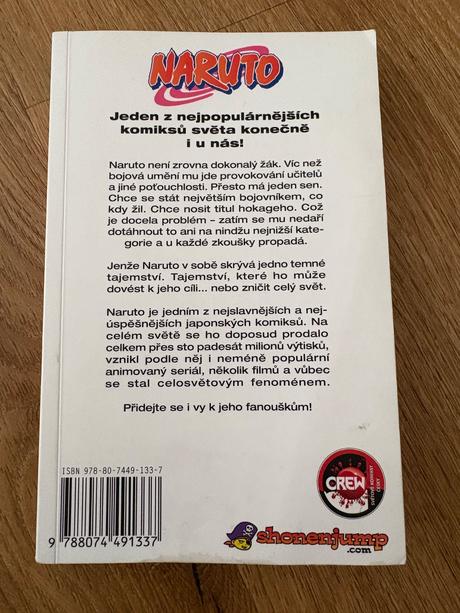 NARUTO
Jeden z nejpopulárnějších
komiksů světa konečně
i u nás!
Naruto není zrovna dokonalý žák. Víc než
bojová umění mu jde provokování učitelů
a jiné poťouchlosti. Přesto má jeden sen.
Chce se stát největším bojovníkem, co
kdy žil. Chce nosit titul hokageho. Což
je docela problém – zatím se mu nedaří
dotáhnout to ani na nindžu nejnižší kate-
gorie a u každé zkoušky propadá.
Jenže Naruto v sobě skrývá jedno temné
tajemství. Tajemství, které ho může
dovést k jeho cíli... nebo zničit celý svět.
Naruto je jedním z nejslavnějších a nej-
úspěšnějších japonských komiksů. Na
celém světě se ho doposud prodalo
celkem přes sto padesát milionů výtisků,
vznikl podle něj i neméně populární
animovaný seriál, několik filmů a vůbec
se stal celosvětovým fenoménem.
Přidejte se i vy k jeho fanouškům!
ISBN 978-80-7449-133-7
9 788074 491337
CREW
SVĚTOVÉ KOMIKSY
ČESKY
shonenjump
.com